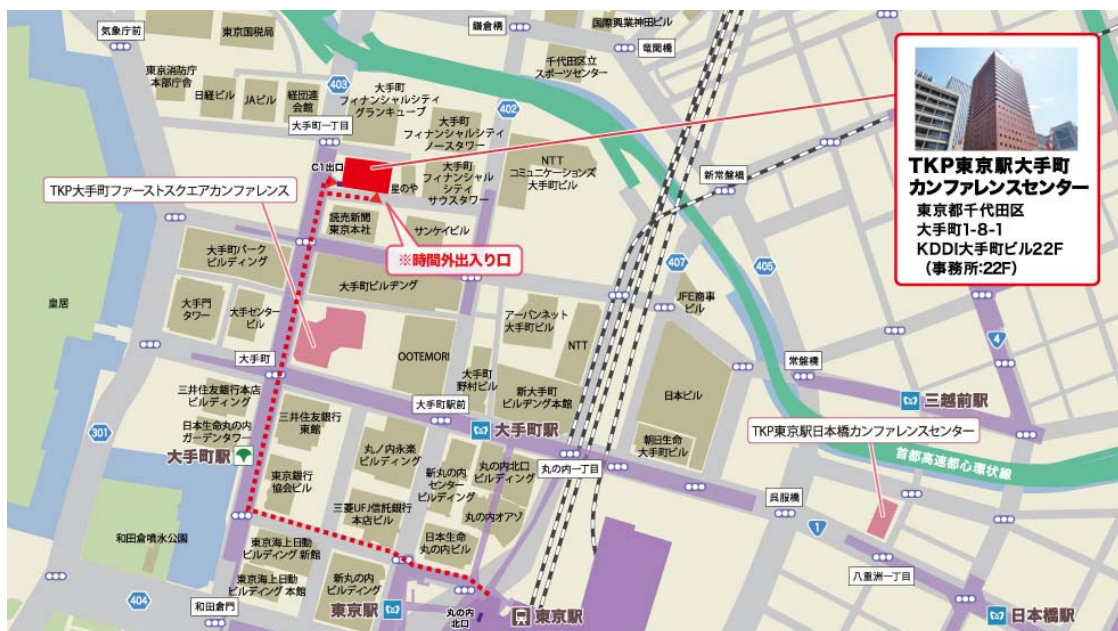 気象庁前
東京国税局
鎌倉橋
国際興業神田ビル
竜閑橋
千代田区立
スポーツセンター
東京消防庁
本部庁舎
日経ビル
JAビル
経団連
会館
403
大手町
フィナンシャルシティ
グランキューブ
402
大手町一丁目
大手町
フィナンシャルシティ
ノースタワー
C1出口
星のや
大手町
フィナンシャル
シティ
サウスタワー
NTT
コミュニケーションズ
大手町ビル
新常盤橋
TKP東京駅大手町
カンファレンスセンター
東京都千代田区
大手町1-8-1
KDDI大手町ビル22F
(事務所:22F)
TKP大手町ファーストスクエアカンファレンス
読売新聞
東京本社
サンケイビル
※時間外出入り口
大手町パーク
ビルディング
大手町ビルヂング
407
405
皇居
大手門
タワー
大手センター
ビル
JFE商事
ビル
アーバンネット
大手町ビル
NTT
4
大手町
OOTEMORI
大手町
野村ビル
新大手町
ビルヂング本館
日本ビル
常盤橋
三井住友銀行本店
ビルディング
三井住友銀行
東館
大手町駅前
三越前駅
301
日本生命丸の内
ガーデンタワー
大手町駅
大手町駅
朝日生命
大手町ビル
TKP東京駅日本橋カンファレンスセンター
首都高速都心環状線
東京銀行
協会ビル
丸ノ内永楽
ビルディング
新丸の内
センター
ビルディング
丸の内北口
ビルディング
丸の内一丁目
呉服橋
1
三菱UFJ信託銀行
本店ビル
丸の内オアゾ
和田倉噴水公園
東京海上日動
ビルディング 新館
日本生命
丸の内ビル
八重洲一丁目
東京海上日動
ビルディング 本館
新丸の内
ビルディング
404
和田倉門
東京駅
丸の内
北口
東京駅
日本橋駅